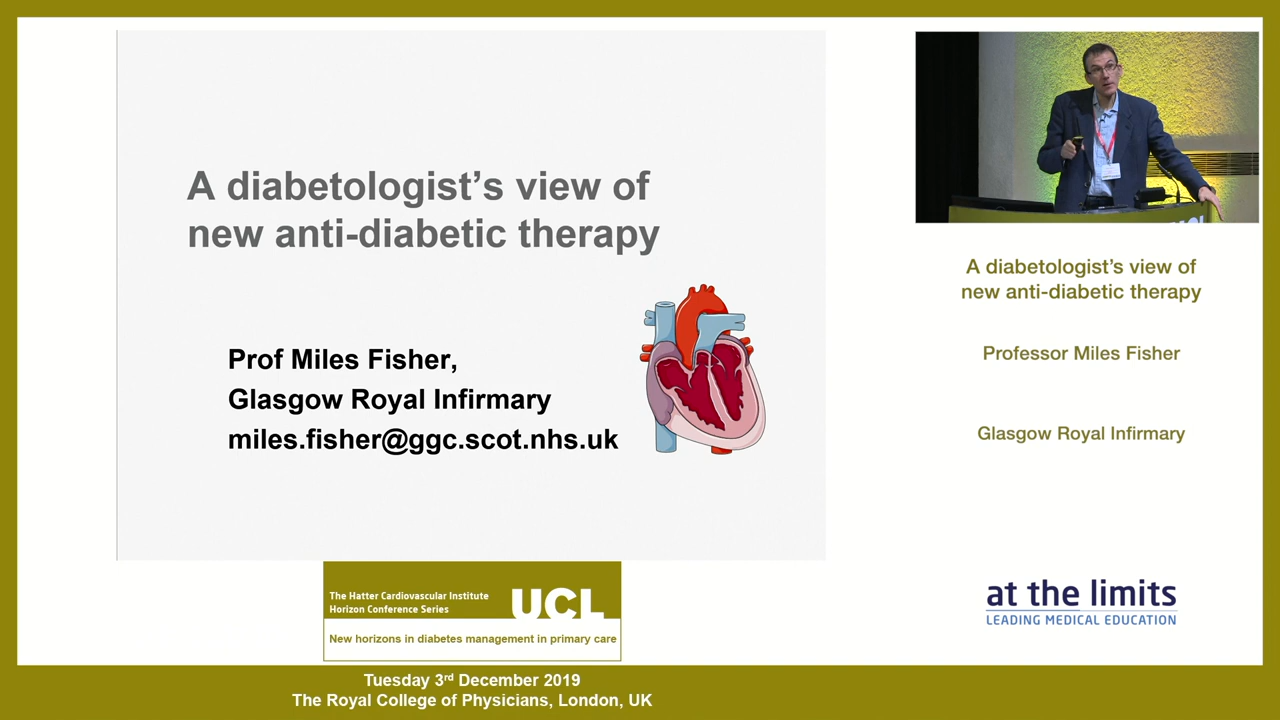 A diabetologist's view of
new anti-diabetic therapy
Prof Miles Fisher,
Glasgow Royal Infirmary
miles.fisher@ggc.scot.nhs.uk
UCL
A diabetologist's view of
new anti-diabetic therapy
Professor Miles Fisher
Glasgow Royal Infirmary
at the limits
LEADING MEDICAL EDUCATION
The Hatter Cardiovascular Institute
Horizon Conference Series
UCL
New horizons in diabetes management in primary care
Tuesday 3rd December 2019
The Royal College of Physicians, London, UK